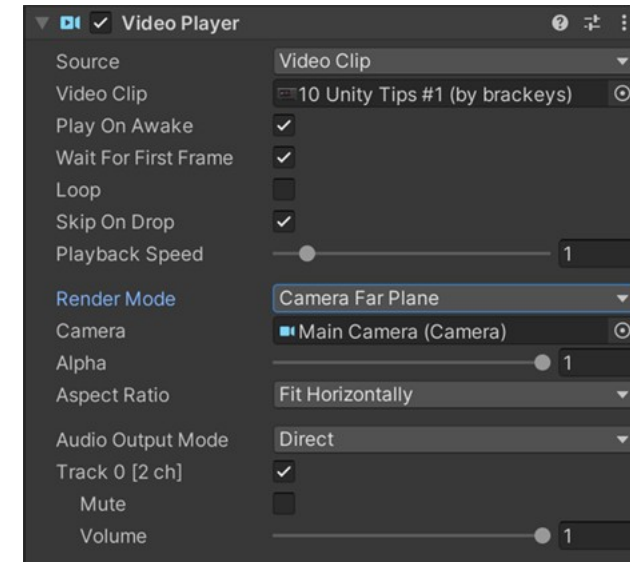 Video Player
Source Video Clip
Video Clip 10 Unity Tips #1 (by brackeys)
Play On Awake
Wait For First Frame
Loop
Skip On Drop
Playback Speed 1
Render Mode Camera Far Plane
Camera Main Camera (Camera)
Alpha 1
Aspect Ratio Fit Horizontally
Audio Output Mode Direct
Track 0 [2 ch]
Mute
Volume 1